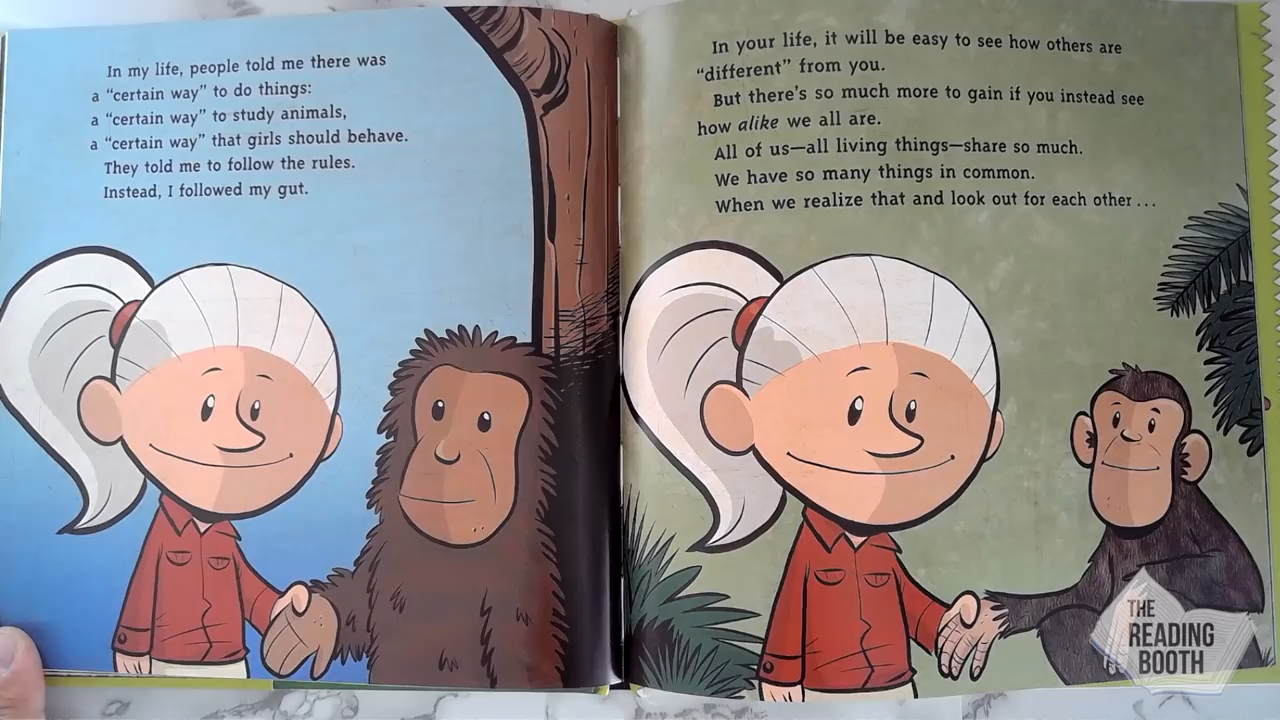 In my life, people told me there was
a “certain way” to do things:
a “certain way” to study animals,
a “certain way” that girls should behave.
They told me to follow the rules.
Instead, I followed my gut.
In your life, it will be easy to see how others are
“different” from you.
But there’s so much more to gain if you instead see
how alike we all are.
All of us—all living things—share so much.
We have so many things in common.
When we realize that and look out for each other . . .
THE
READING
BOOTH